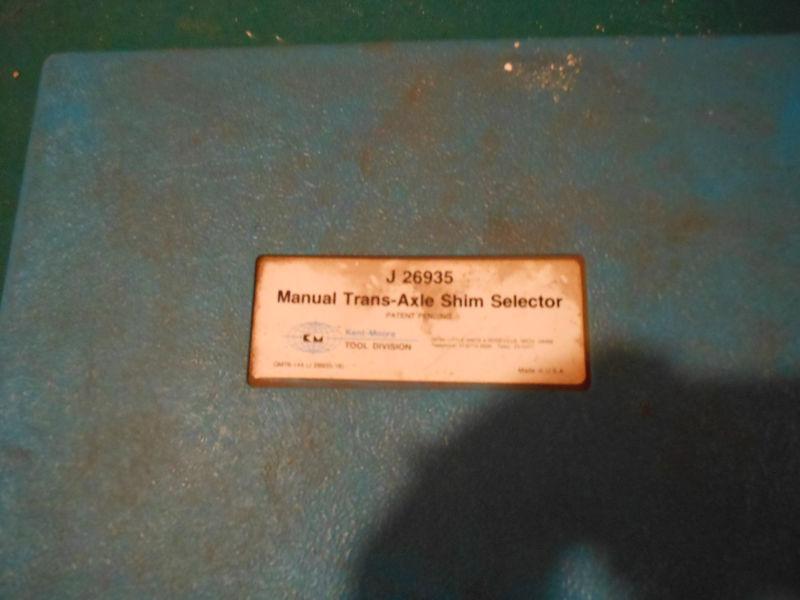 J 26935
Manual Trans-Axle Shim Selector
PATENT PENDING
KM
Kent-Moore
TOOL DIVISION
Made in U.S.A.